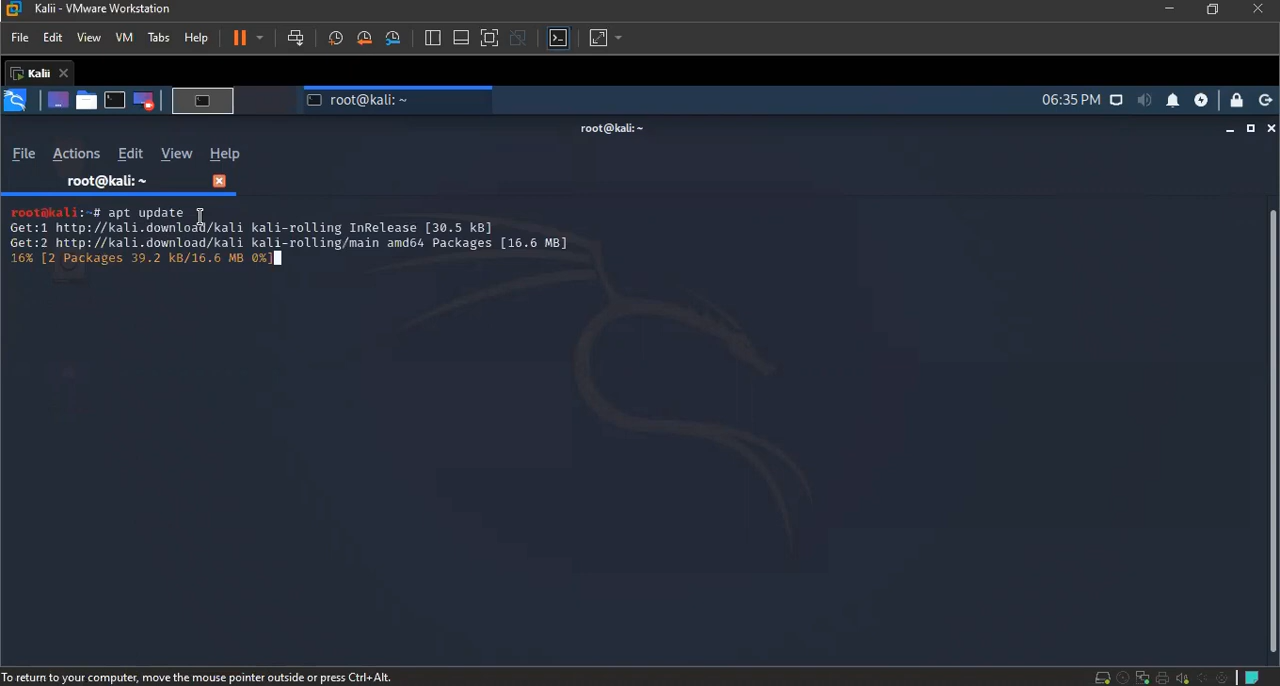 Kalii - VMware Workstation
File Edit View VM Tabs Help
Kalii
root@kali: ~
06:35 PM
root@kali: ~
File Actions Edit View Help
root@kali: ~
root@kali:~# apt update
Get:1 http://kali.download/kali kali-rolling InRelease [30.5 kB]
Get:2 http://kali.download/kali kali-rolling/main amd64 Packages [16.6 MB]
16% [2 Packages 39.2 kB/16.6 MB 0%]
To return to your computer, move the mouse pointer outside or press Ctrl+Alt.